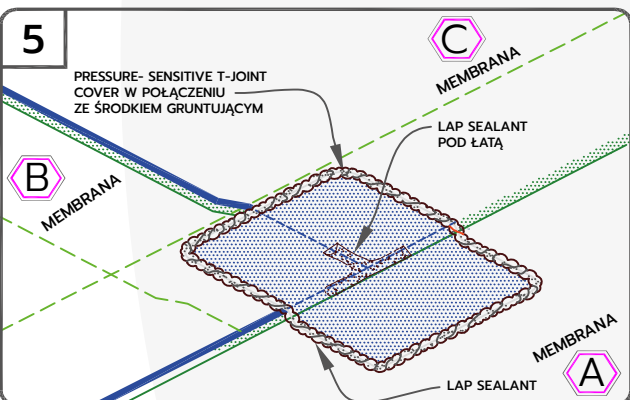 5
C
PRESSURE- SENSITIVE T-JOINT
COVER W POŁĄCZENIU
ZE ŚRODKIEM GRUNTUJĄCYM
MEMBRANA
LAP SEALANT
POD ŁATĄ
B
MEMBRANA
MEMBRANA
A
LAP SEALANT